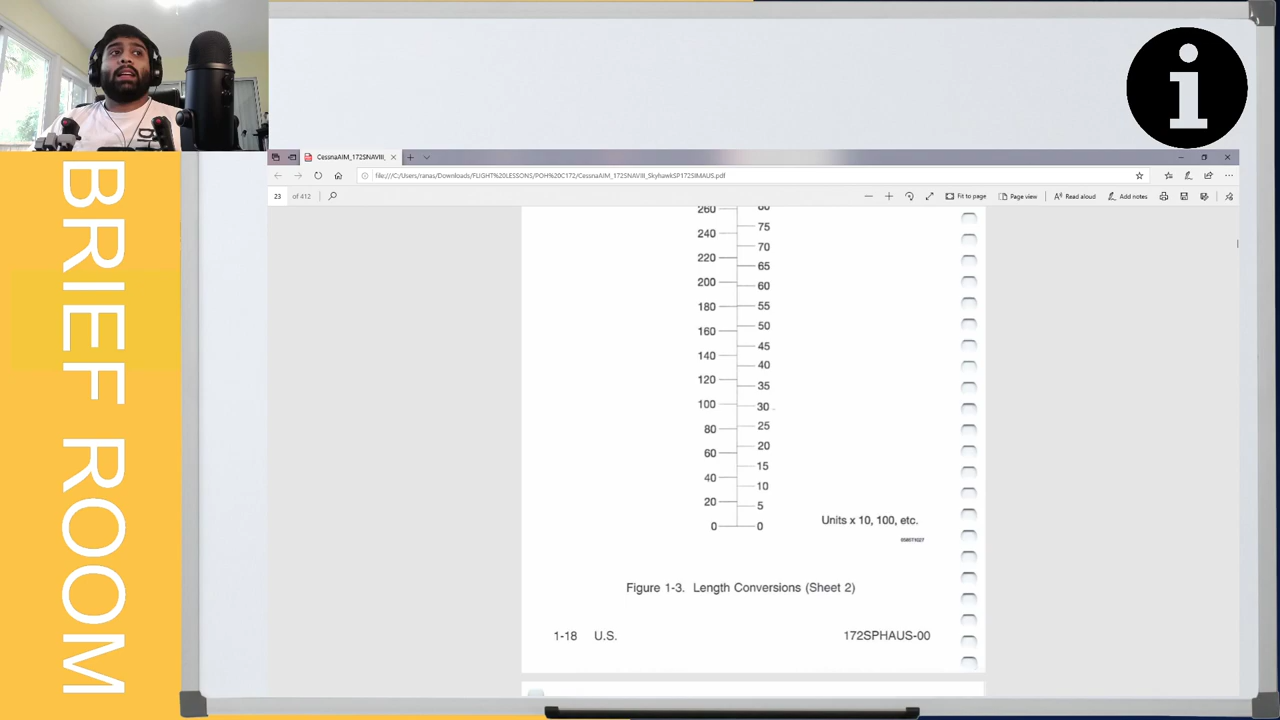 BRIEF ROOM
i
CessnaAIM_172SNAVIII_
file:///C:/Users/ranas/Downloads/FLIGHT%20LESSONS/POH%20C172/CessnaAIM_172SNAVIII_SkyhawkSP172SIMAUS.pdf
23 of 412
Fit to page
Page view
Read aloud
Add notes
260
240
220
200
180
160
140
120
100
80
60
40
20
0
75
70
65
60
55
50
45
40
35
30
25
20
15
10
5
0
Units x 10, 100, etc.
Figure 1-3. Length Conversions (Sheet 2)
1-18 U.S.
172SPHAUS-00